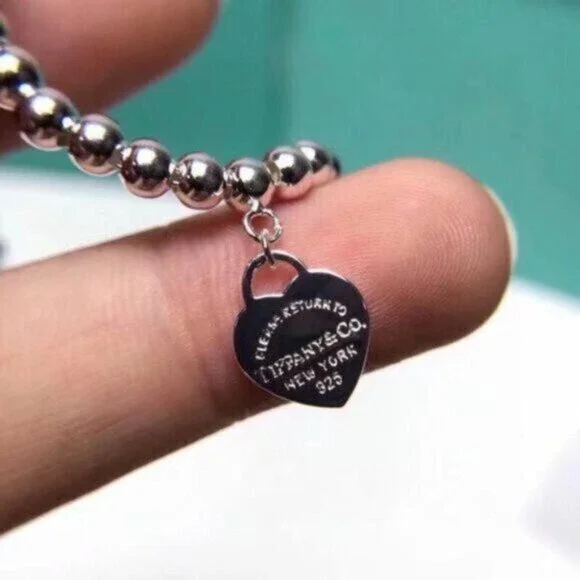 PLEASE RETURN TO
TIFFANY & CO.
NEW YORK
925